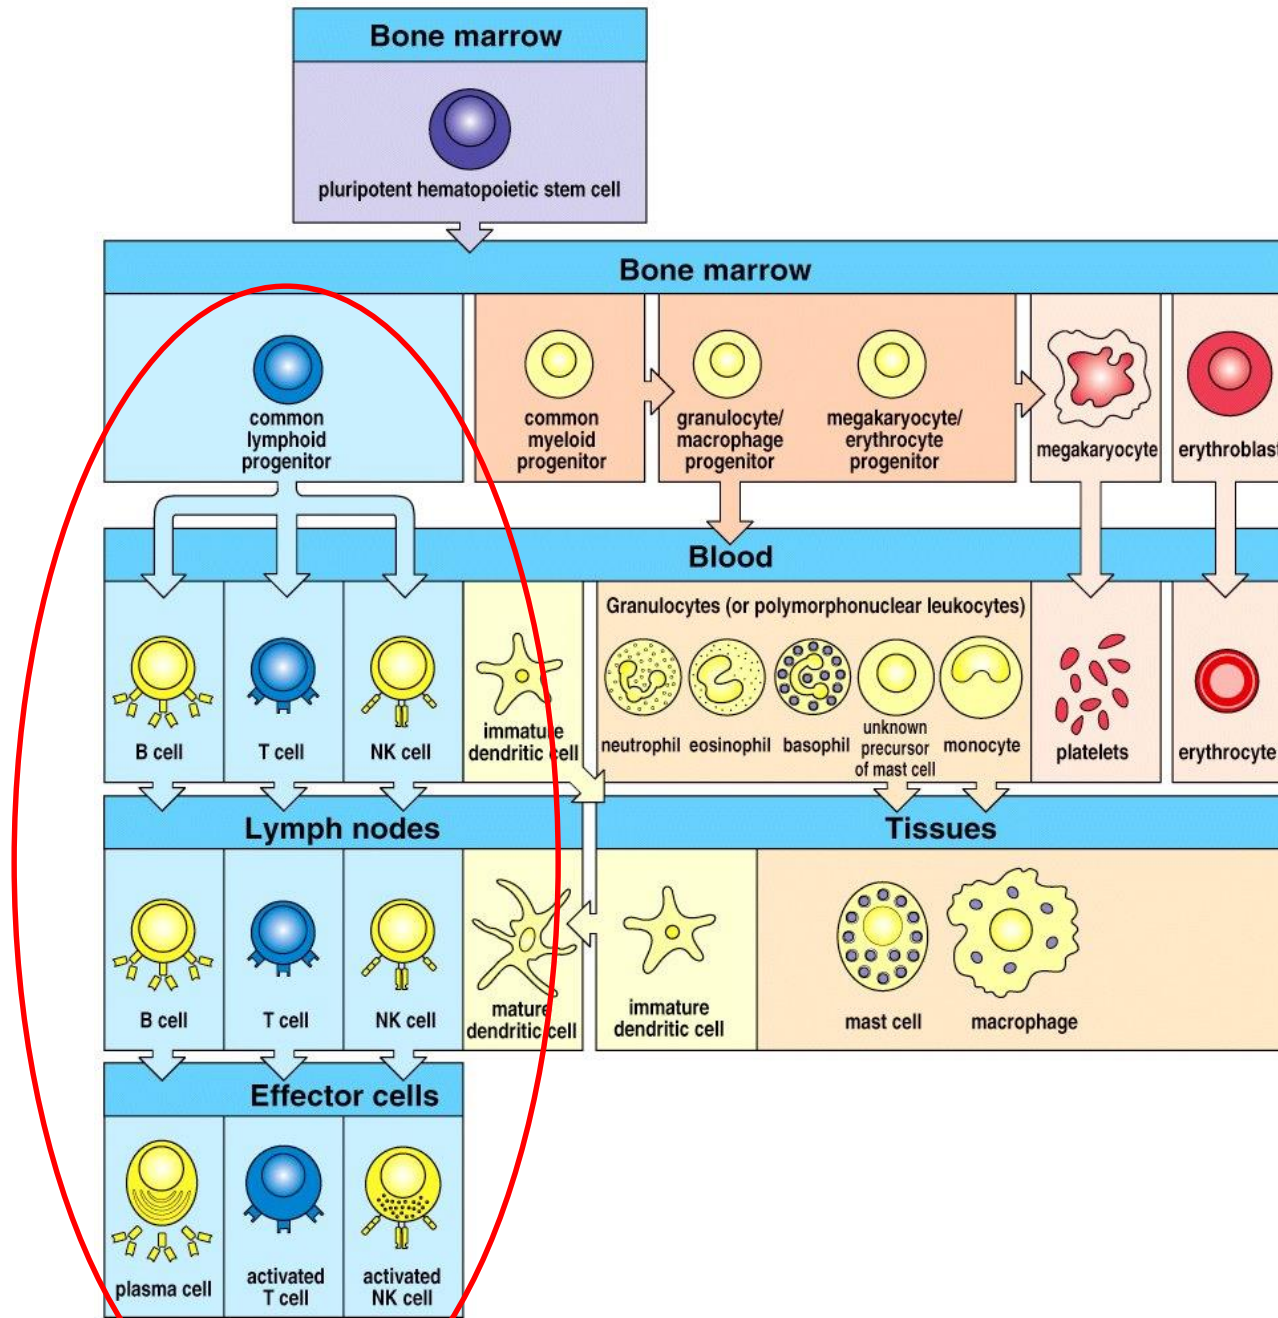 Bone marrow
pluripotent hematopoietic stem cell
Bone marrow
common
lymphoid
progenitor
common
myeloid
progenitor
granulocyte/
macrophage
progenitor
megakaryocyte/
erythrocyte
progenitor
megakaryocyte
erythroblast
Blood
B cell
T cell
NK cell
immature
dendritic cell
Granulocytes (or polymorphonuclear leukocytes)
neutrophil
eosinophil
basophil
unknown
precursor
of mast cell
monocyte
platelets
erythrocyte
Lymph nodes
B cell
T cell
NK cell
mature
dendritic cell
Tissues
immature
dendritic cell
mast cell
macrophage
Effector cells
plasma cell
activated
T cell
activated
NK cell